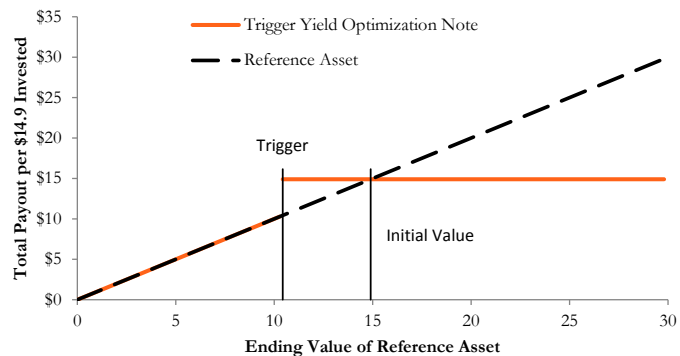 Trigger Yield Optimization Note
Reference Asset
Total Payout per $14.9 Invested
$35
$30
$25
$20
$15
$10
$5
$0
Trigger
Initial Value
0 5 10 15 20 25 30
Ending Value of Reference Asset